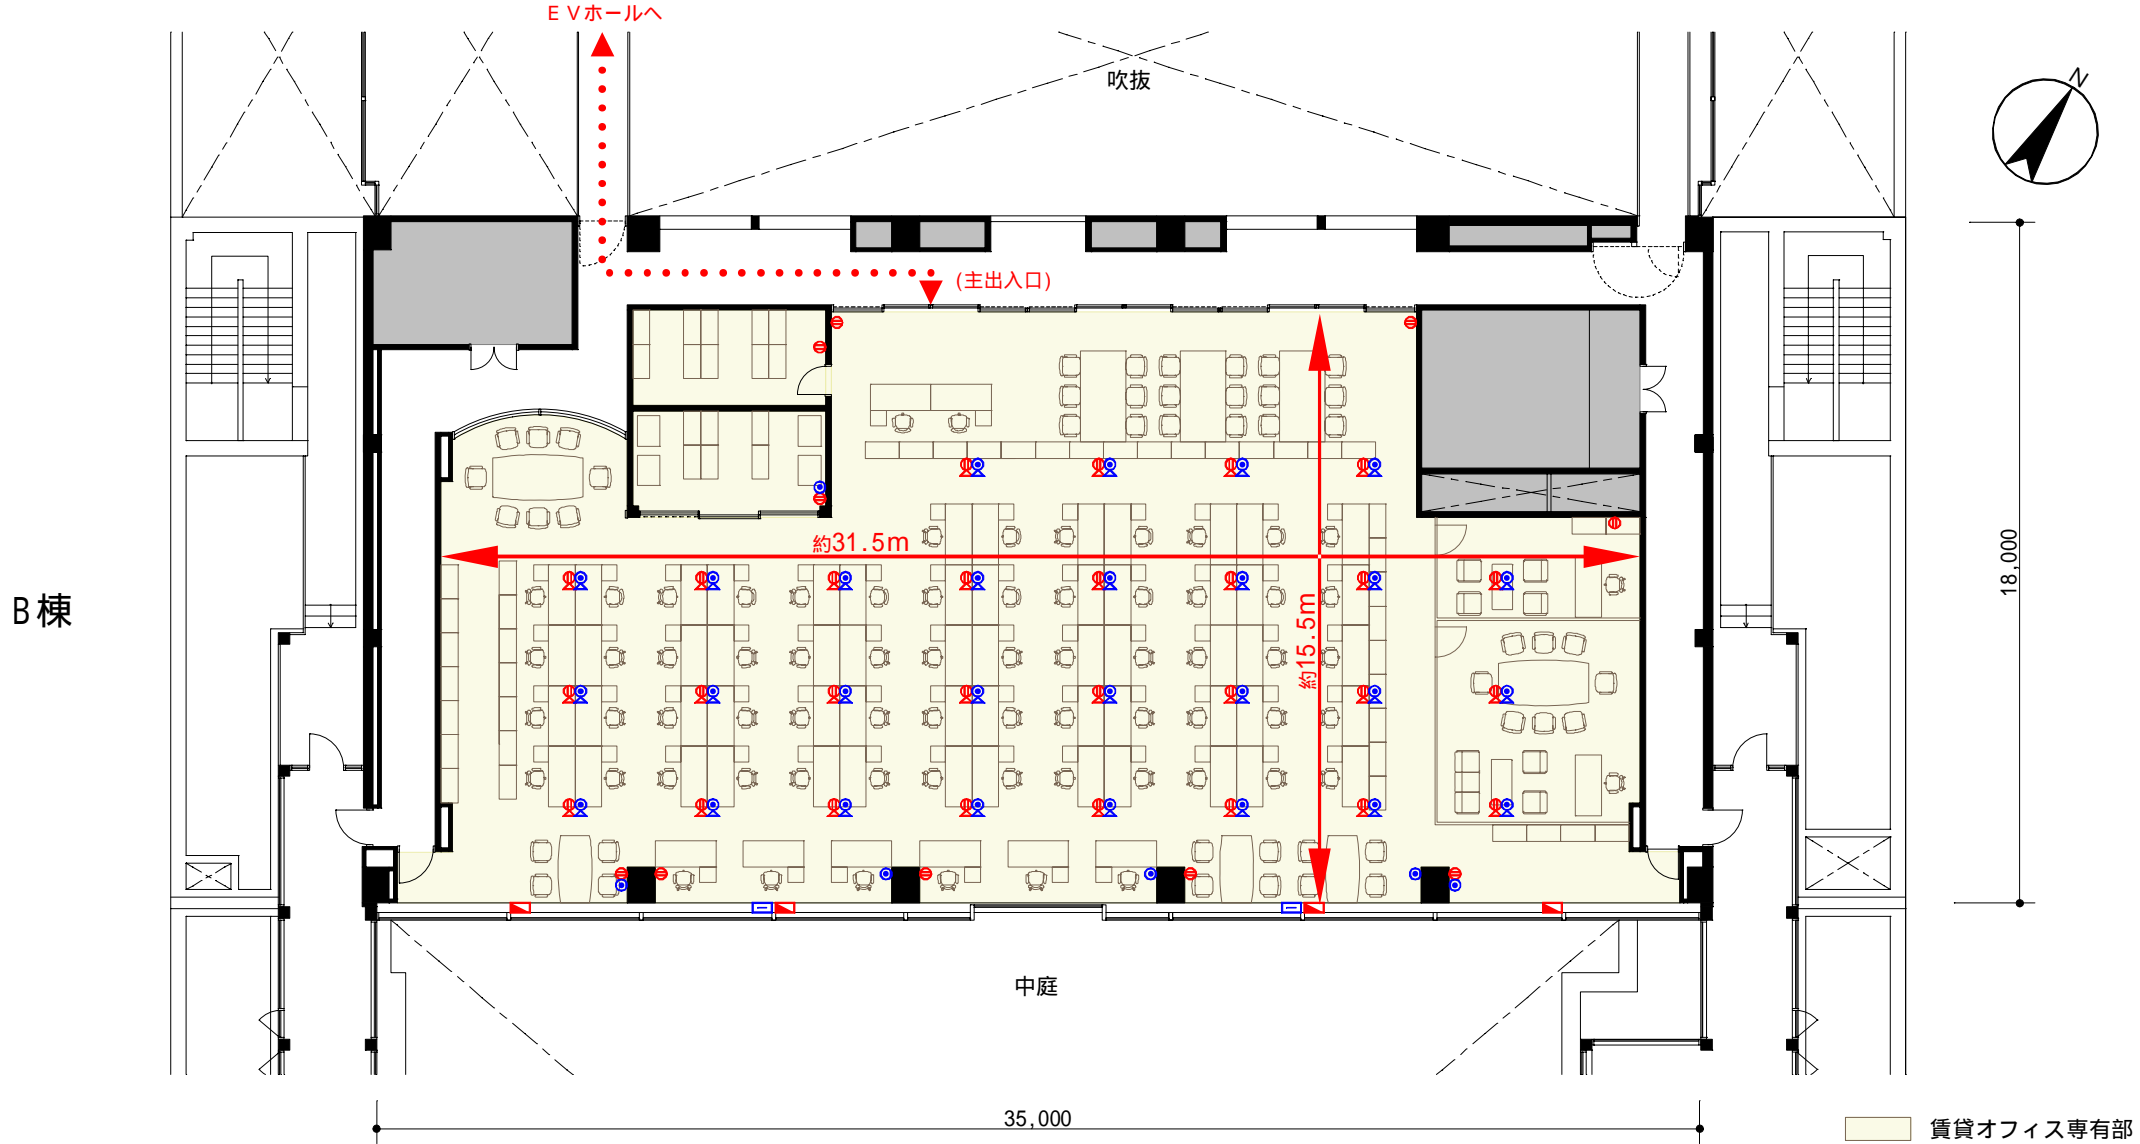 ＥＶホールへ
吹抜
N
(主出入口)
約31.5m
約15.5m
18,000
B棟
中庭
35,000
賃貸オフィス専有部